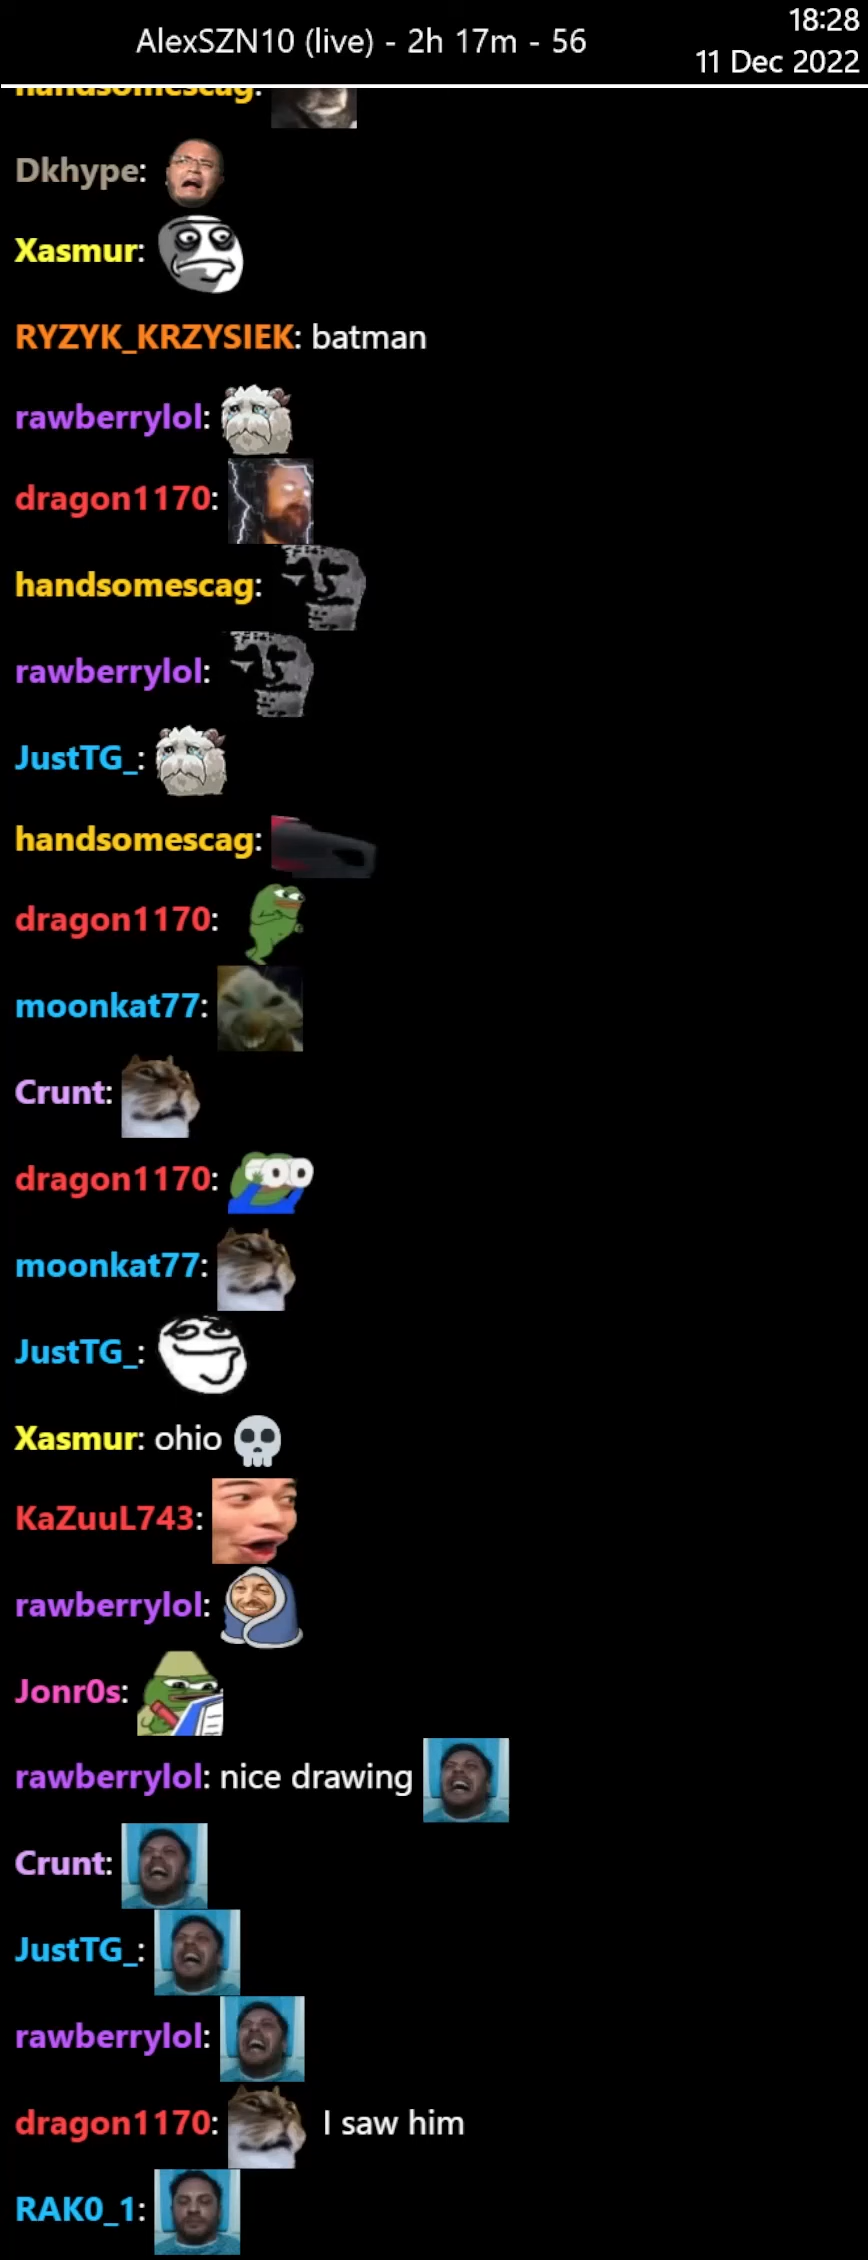 AlexSZN10 (live) - 2h 17m - 56
18:28
11 Dec 2022
handsomescag:
Dkhype:
Xasmur:
RYZYK_KRZYSIEK: batman
rawberrylol:
dragon1170:
handsomescag:
rawberrylol:
JustTG_:
handsomescag:
dragon1170:
moonkat77:
Crunt:
dragon1170:
moonkat77:
JustTG_:
Xasmur: ohio 💀
KaZuuL743:
rawberrylol:
Jonr0s:
rawberrylol: nice drawing
Crunt:
JustTG_:
rawberrylol:
dragon1170: I saw him
RAK0_1: